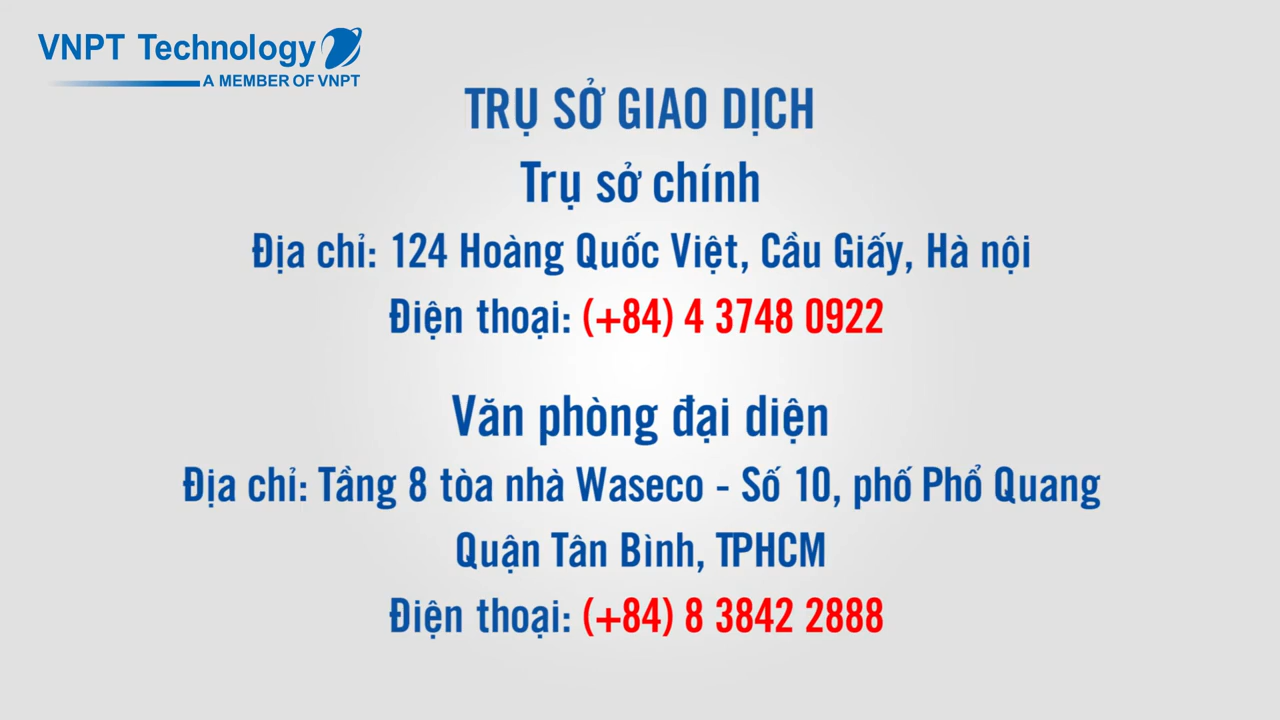 VNPT Technology
A MEMBER OF VNPT
TRỤ SỞ GIAO DỊCH
Trụ sở chính
Địa chỉ: 124 Hoàng Quốc Việt, Cầu Giấy, Hà nội
Điện thoại: (+84) 4 3748 0922
Văn phòng đại diện
Địa chỉ: Tầng 8 tòa nhà Waseco - Số 10, phố Phổ Quang
Quận Tân Bình, TPHCM
Điện thoại: (+84) 8 3842 2888